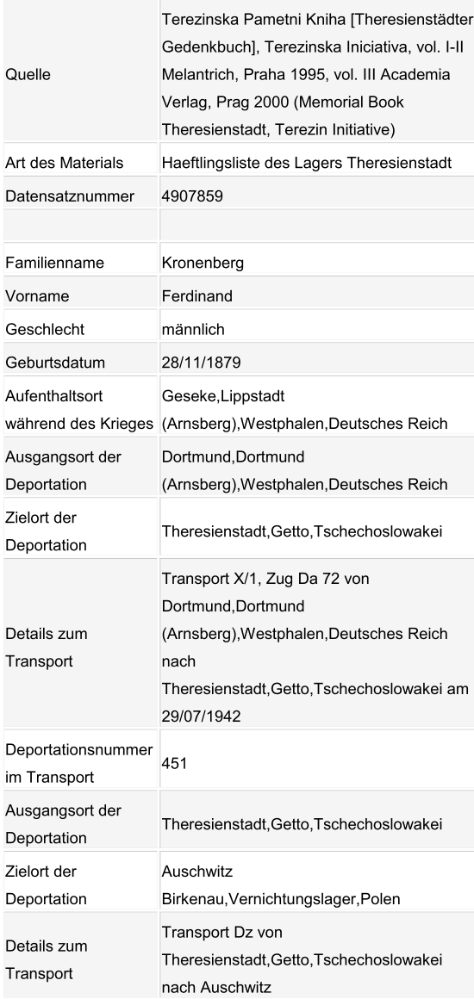 Quelle
Terezinska Pametni Kniha [Theresienstädter
Gedenkbuch], Terezinska Iniciativa, vol. I-II
Melantrich, Praha 1995, vol. III Academia
Verlag, Prag 2000 (Memorial Book
Theresienstadt, Terezin Initiative)
Art des Materials Haeftlingsliste des Lagers Theresienstadt
Datensatznummer 4907859
Familienname Kronenberg
Vorname Ferdinand
Geschlecht männlich
Geburtsdatum 28/11/1879
Aufenthaltsort
während des Krieges
Geseke,Lippstadt
(Arnsberg),Westphalen,Deutsches Reich
Ausgangsort der
Deportation
Dortmund,Dortmund
(Arnsberg),Westphalen,Deutsches Reich
Zielort der
Deportation
Theresienstadt,Getto,Tschechoslowakei
Details zum
Transport
Transport X/1, Zug Da 72 von
Dortmund,Dortmund
(Arnsberg),Westphalen,Deutsches Reich
nach
Theresienstadt,Getto,Tschechoslowakei am
29/07/1942
Deportationsnummer
im Transport
451
Ausgangsort der
Deportation
Theresienstadt,Getto,Tschechoslowakei
Zielort der
Deportation
Auschwitz
Birkenau,Vernichtungslager,Polen
Details zum
Transport
Transport Dz von
Theresienstadt,Getto,Tschechoslowakei
nach Auschwitz